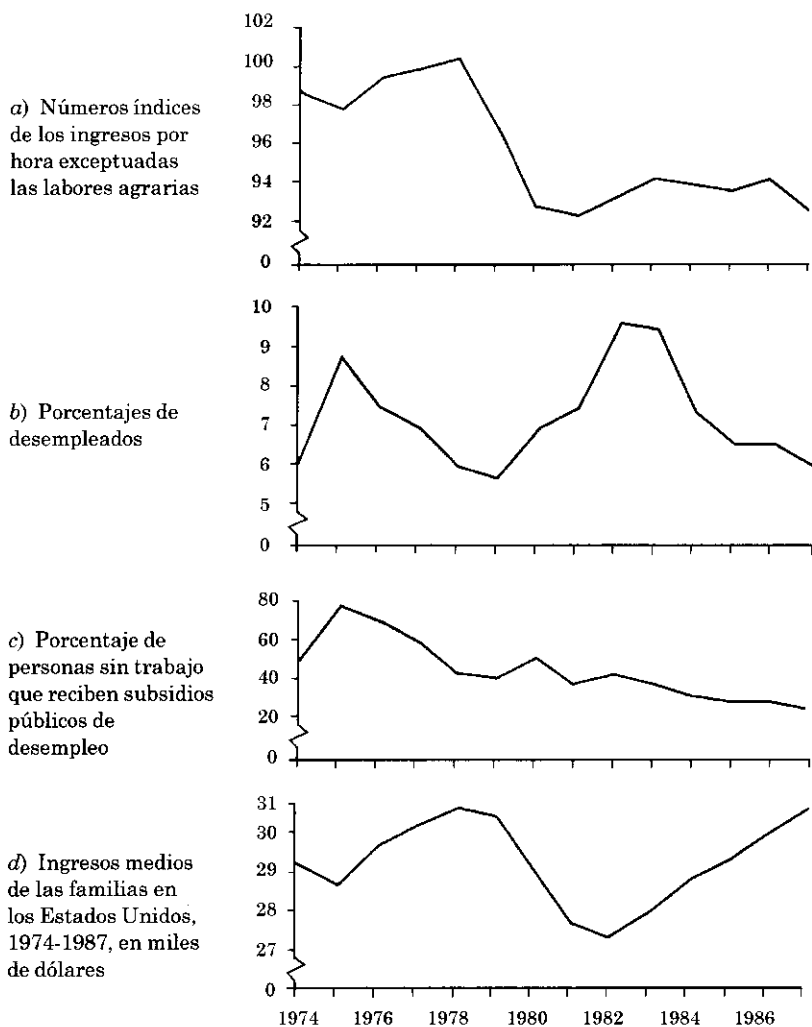 a) Números índices
de los ingresos por
hora exceptuadas
las labores agrarias
102
100
98
96
94
92
0
b) Porcentajes de
desempleados
10
9
8
7
6
5
0
c) Porcentaje de
personas sin trabajo
que reciben subsidios
públicos de
desempleo
80
60
40
20
0
d) Ingresos medios
de las familias en
los Estados Unidos,
1974-1987, en miles
de dólares
31
30
29
28
27
0
1974 1976 1978 1980 1982 1984 1986